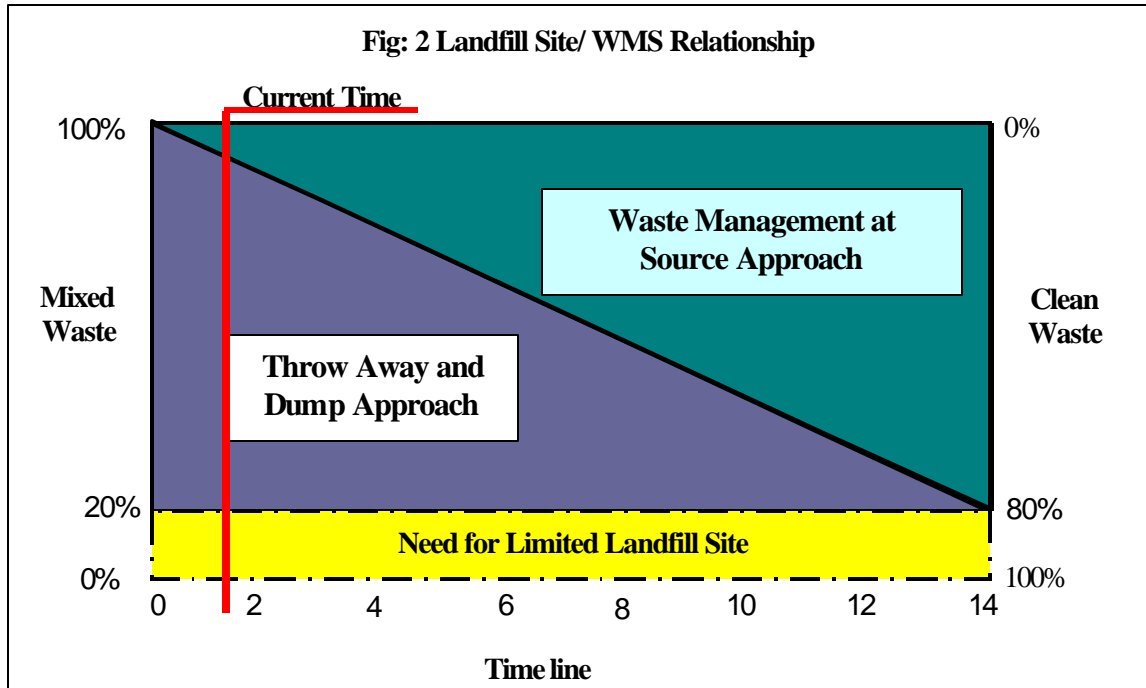 Fig: 2 Landfill Site/ WMS Relationship
Current Time
100%
0%
Waste Management at
Source Approach
Mixed
Waste
Clean
Waste
Throw Away and
Dump Approach
20%
80%
Need for Limited Landfill Site
0%
100%
0 2 4 6 8 10 12 14
Time line